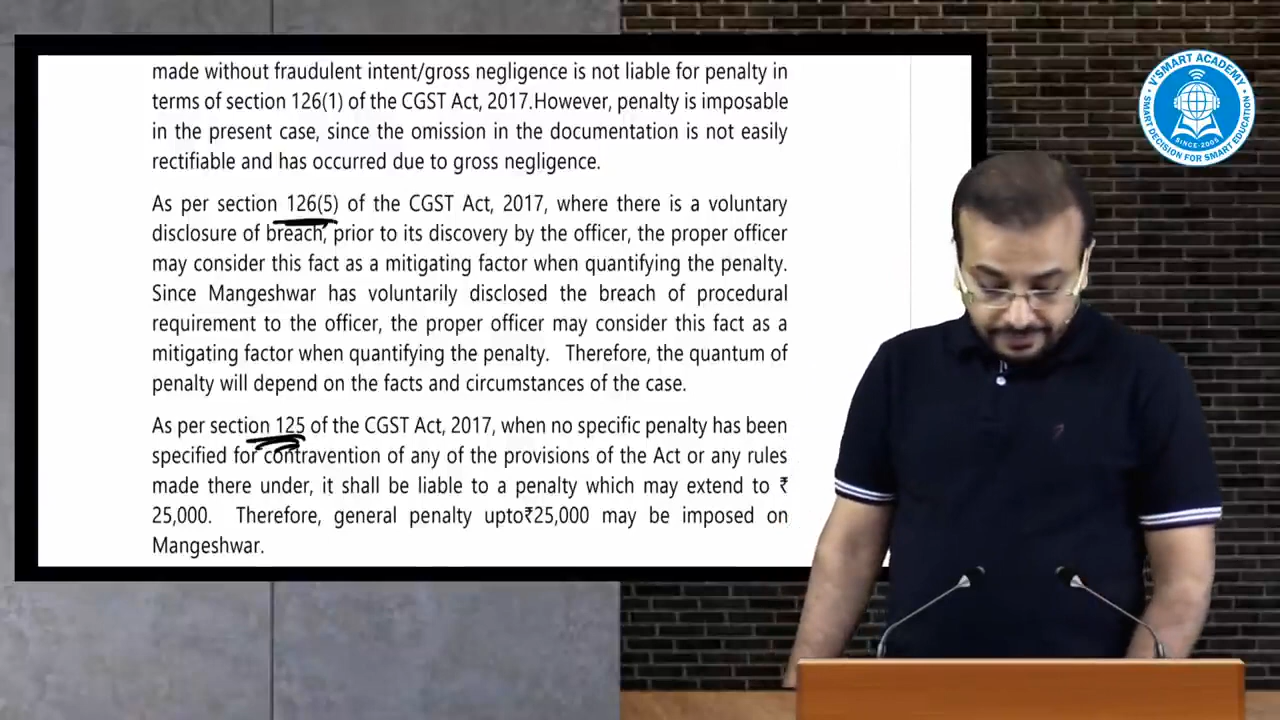 made without fraudulent intent/gross negligence is not liable for penalty in
terms of section 126(1) of the CGST Act, 2017.However, penalty is imposable
in the present case, since the omission in the documentation is not easily
rectifiable and has occurred due to gross negligence.
As per section 126(5) of the CGST Act, 2017, where there is a voluntary
disclosure of breach, prior to its discovery by the officer, the proper officer
may consider this fact as a mitigating factor when quantifying the penalty.
Since Mangeshwar has voluntarily disclosed the breach of procedural
requirement to the officer, the proper officer may consider this fact as a
mitigating factor when quantifying the penalty. Therefore, the quantum of
penalty will depend on the facts and circumstances of the case.
As per section 125 of the CGST Act, 2017, when no specific penalty has been
specified for contravention of any of the provisions of the Act or any rules
made there under, it shall be liable to a penalty which may extend to ₹
25,000. Therefore, general penalty upto₹25,000 may be imposed on
Mangeshwar.
V'SMART ACADEMY
SINCE-2005
SMART DECISION FOR SMART EDUCATION